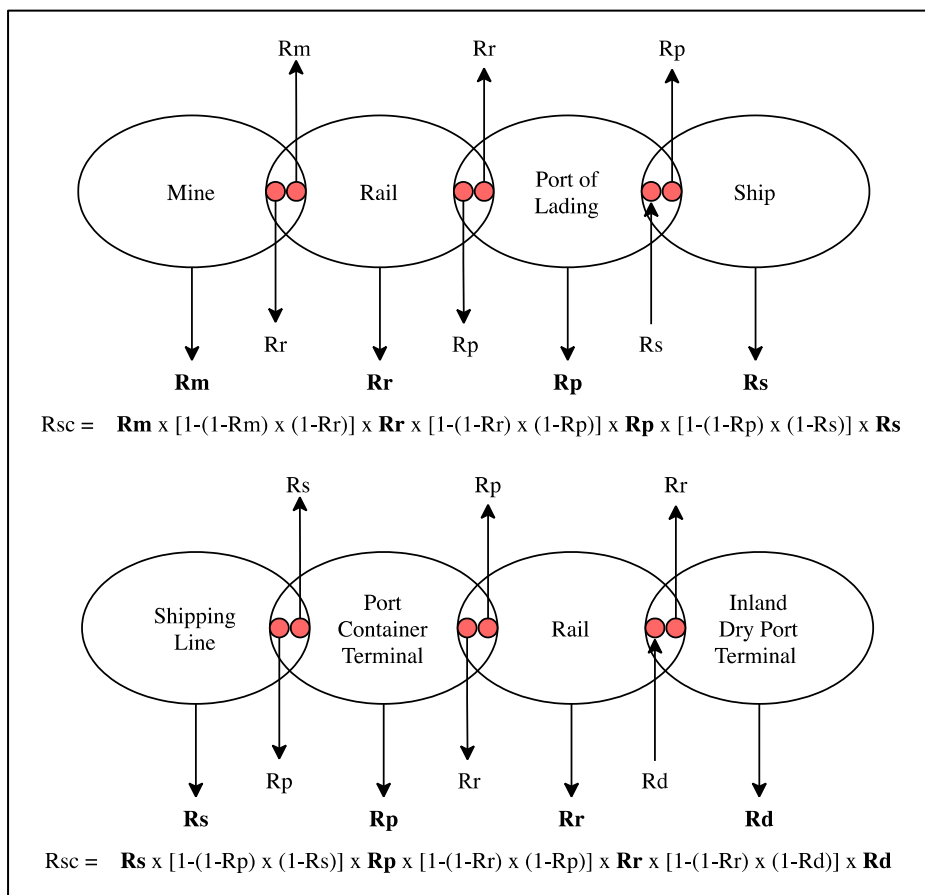 Rm Rr Rp
Mine Rail Port of Lading Ship
Rr Rp Rs
Rm Rr Rp Rs
Rsc = Rm x [1-(1-Rm) x (1-Rr)] x Rr x [1-(1-Rr) x (1-Rp)] x Rp x [1-(1-Rp) x (1-Rs)] x Rs
Rs Rp Rr
Shipping Line Port Container Terminal Rail Inland Dry Port Terminal
Rp Rr Rd
Rs Rp Rr Rd
Rsc = Rs x [1-(1-Rp) x (1-Rs)] x Rp x [1-(1-Rr) x (1-Rp)] x Rr x [1-(1-Rr) x (1-Rd)] x Rd